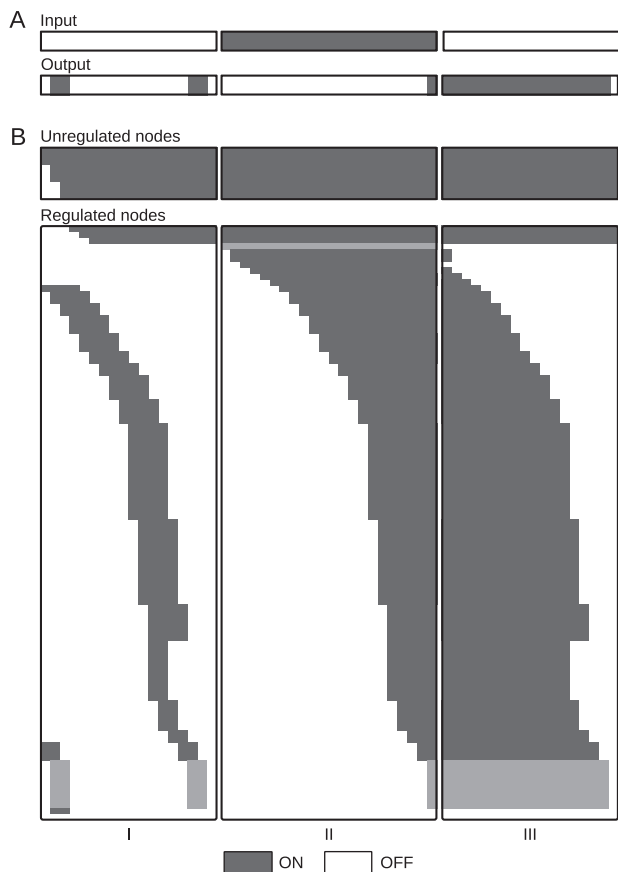 A
Input
Output
B
Unregulated nodes
Regulated nodes
I II III
ON OFF